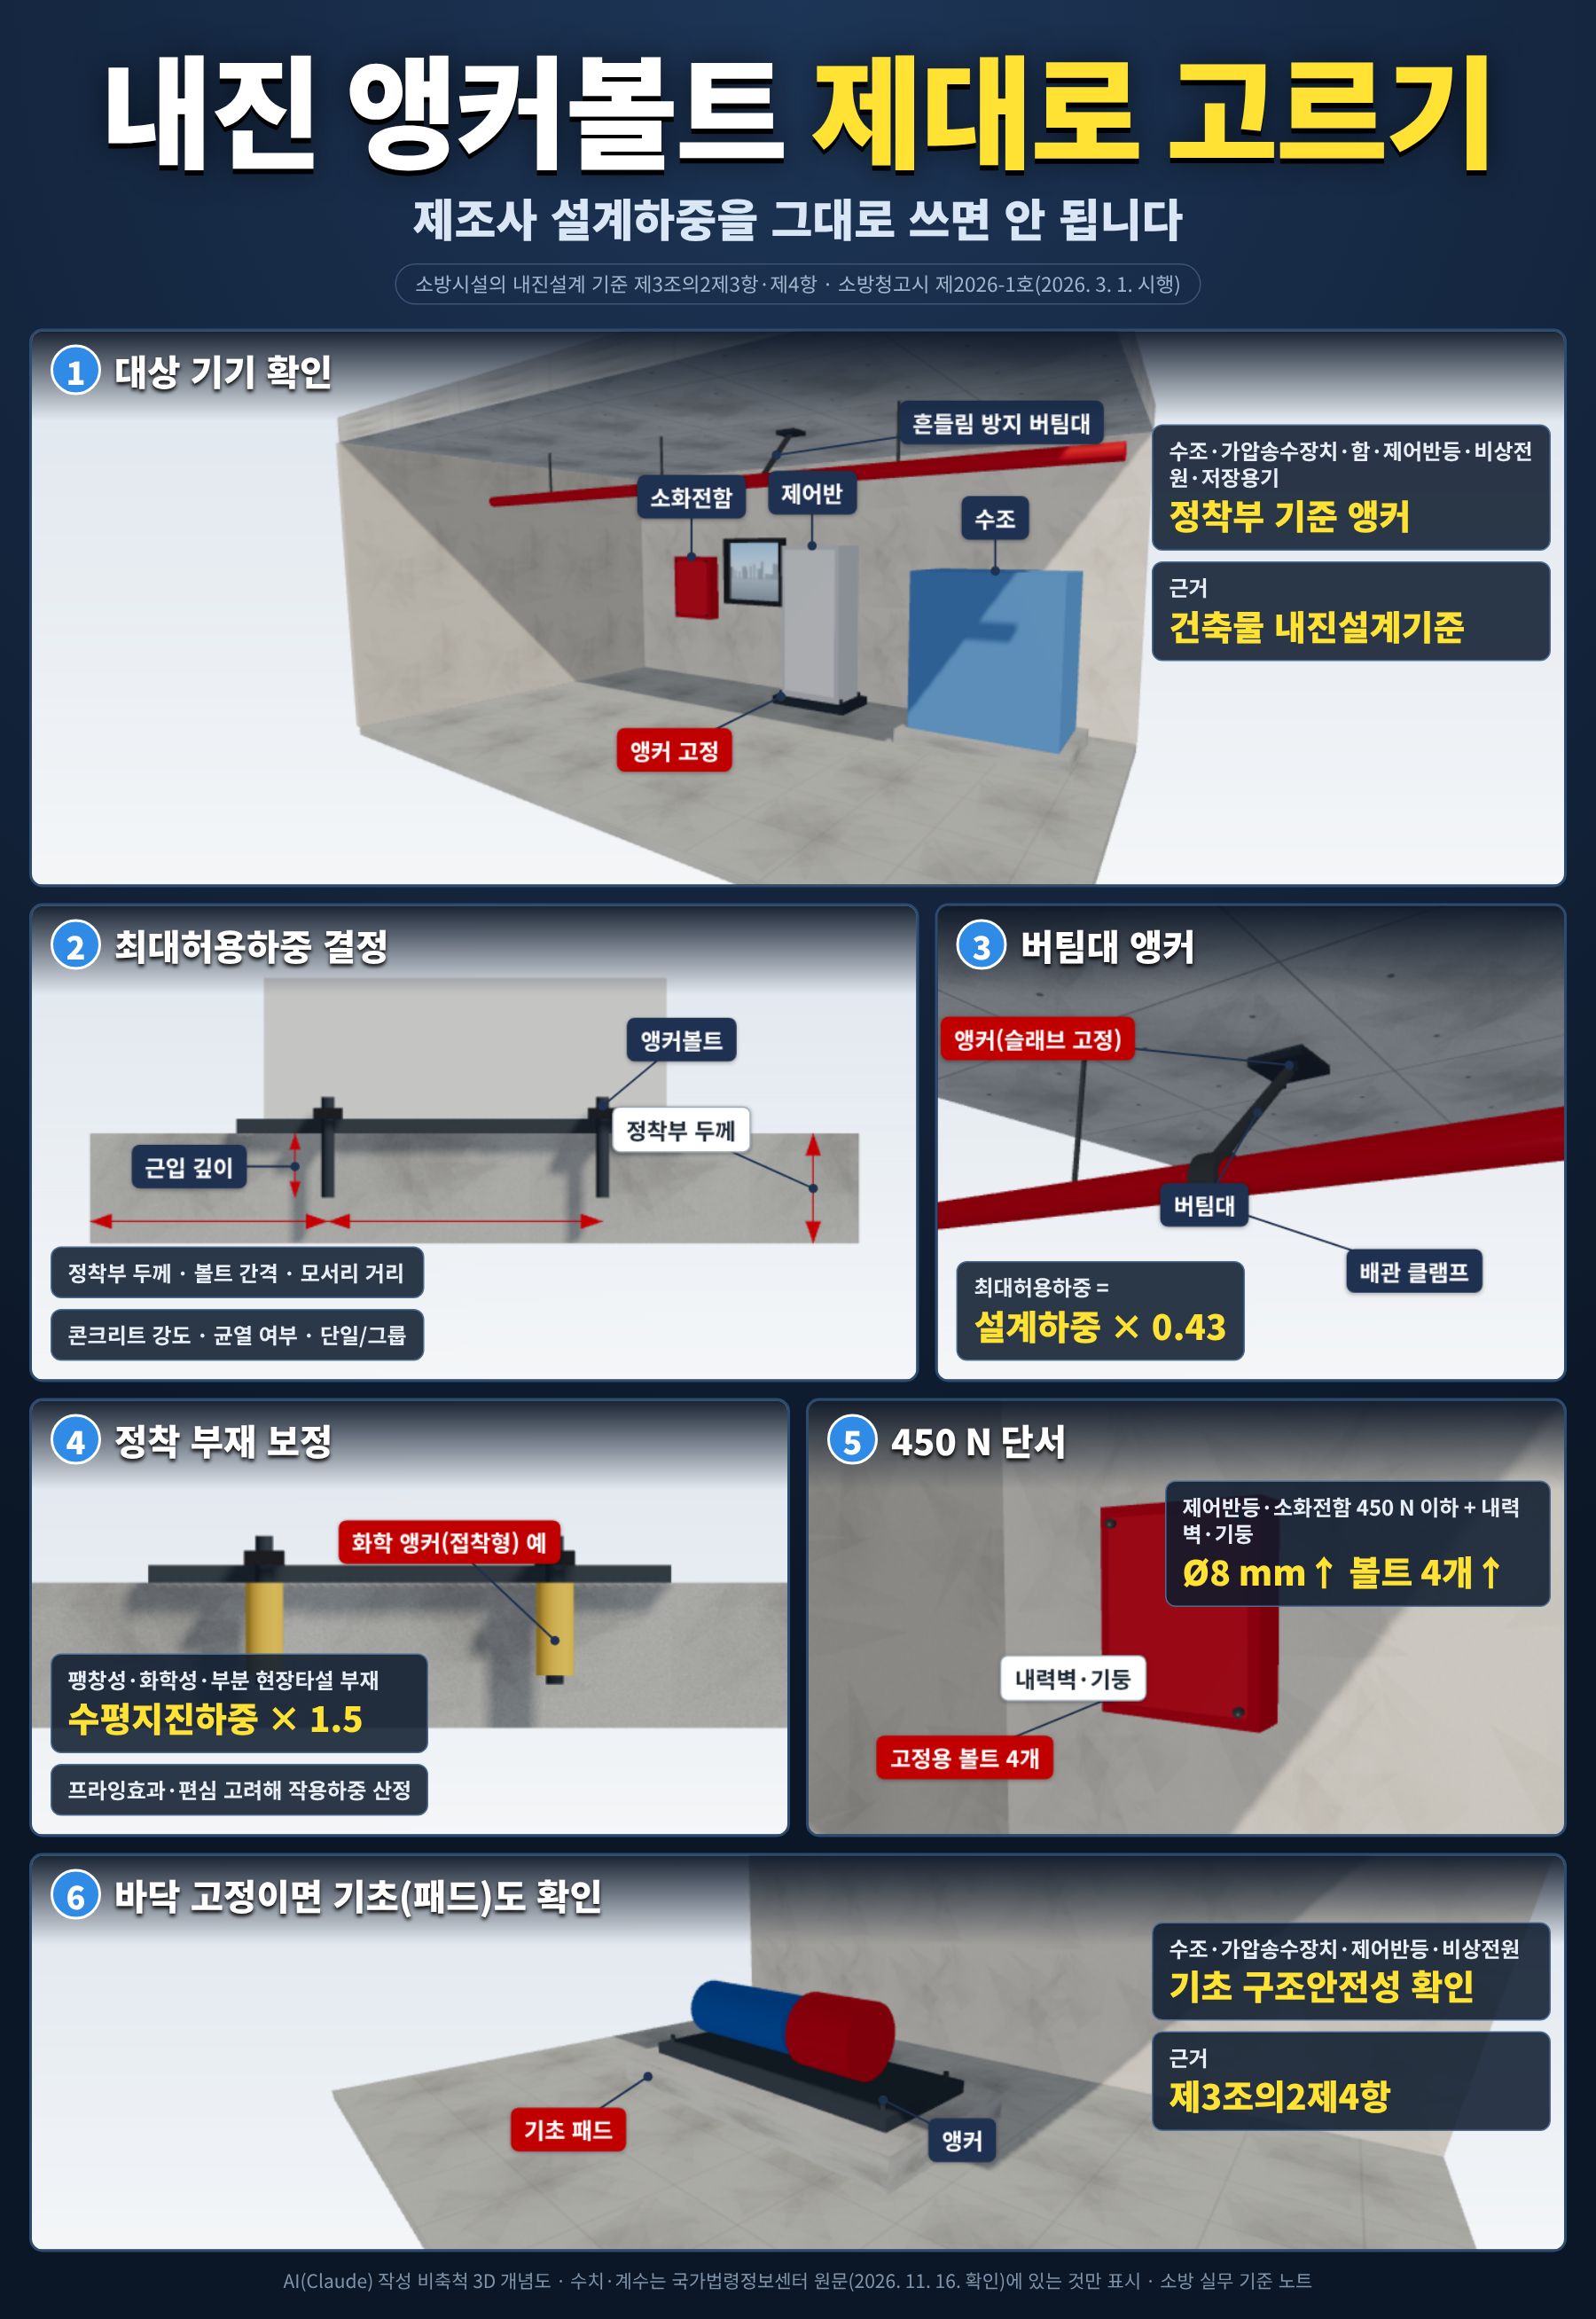 내진 앵커볼트 제대로 고르기
제조사 설계하중을 그대로 쓰면 안 됩니다
소방시설의 내진설계 기준 제3조의2제3항·제4항 · 소방청고시 제2026-1호(2026. 3. 1. 시행)
1 대상 기기 확인
흔들림 방지 버팀대
소화전함
제어반
수조
앵커 고정
수조·가압송수장치·함·제어반등·비상전
원·저장용기
정착부 기준 앵커
근거
건축물 내진설계기준
2 최대허용하중 결정
앵커볼트
정착부 두께
근입 깊이
정착부 두께 · 볼트 간격 · 모서리 거리
콘크리트 강도 · 균열 여부 · 단일/그룹
3 버팀대 앵커
앵커(슬래브 고정)
버팀대
배관 클램프
최대허용하중 =
설계하중 × 0.43
4 정착 부재 보정
화학 앵커(접착형) 예
팽창성·화학성·부분 현장타설 부재
수평지진하중 × 1.5
프라잉효과·편심 고려해 작용하중 산정
5 450 N 단서
제어반등·소화전함 450 N 이하 + 내력
벽·기둥
Ø8 mm↑ 볼트 4개↑
내력벽·기둥
고정용 볼트 4개
6 바닥 고정이면 기초(패드)도 확인
수조·가압송수장치·제어반등·비상전원
기초 구조안전성 확인
근거
제3조의2제4항
기초 패드
앵커
AI(Claude) 작성 비축척 3D 개념도 · 수치·계수는 국가법령정보센터 원문(2026. 11. 16. 확인)에 있는 것만 표시 · 소방 실무 기준 노트